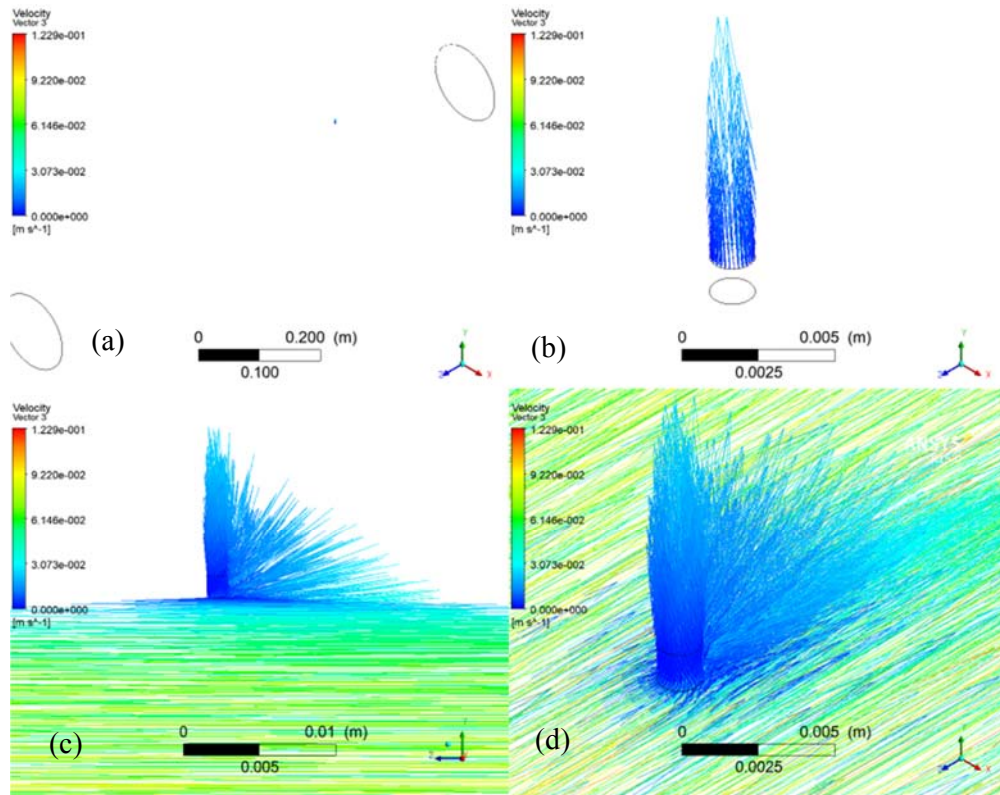 Velocity
Vector 3
1.229e-001
9.220e-002
6.146e-002
3.073e-002
0.000e+000
[m s^-1]
(a)
0 0.200 (m)
0.100
Y
Z X
Velocity
Vector 3
1.229e-001
9.220e-002
6.146e-002
3.073e-002
0.000e+000
[m s^-1]
(b)
0 0.005 (m)
0.0025
Y
Z X
Velocity
Vector 3
1.229e-001
9.220e-002
6.146e-002
3.073e-002
0.000e+000
[m s^-1]
(c)
0 0.01 (m)
0.005
Y
Z
Velocity
Vector 3
1.229e-001
9.220e-002
6.146e-002
3.073e-002
0.000e+000
[m s^-1]
ANSYS
(d)
0 0.005 (m)
0.0025
Y
Z X